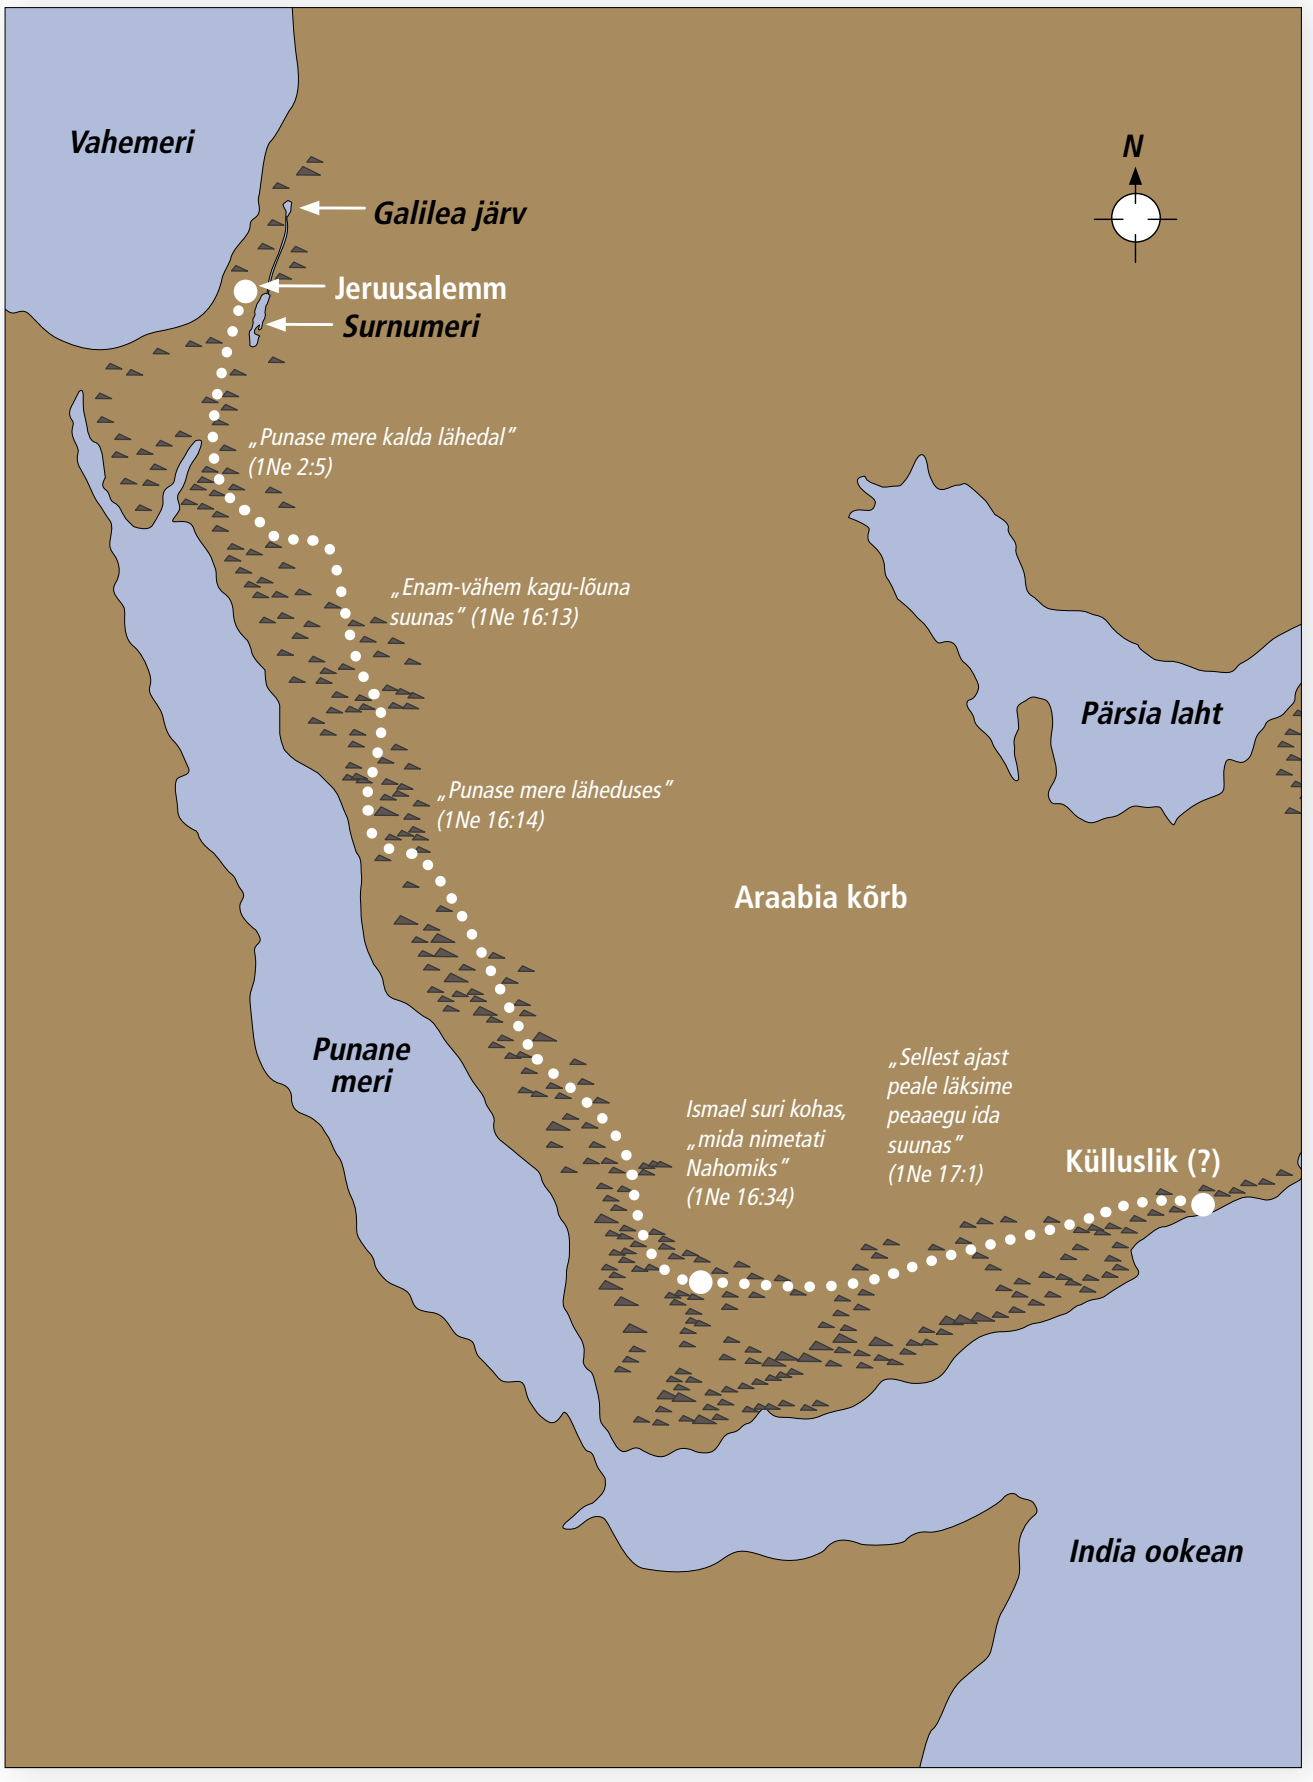 Vahemeri
N
Galilea järv
Jeruusalemm
Surnumeri
„Punase mere kalda lähedal”
(1Ne 2:5)
„Enam-vähem kagu-lõuna
suunas” (1Ne 16:13)
Pärsia laht
„Punase mere läheduses”
(1Ne 16:14)
Araabia kõrb
Punane
meri
„Sellest ajast
peale läksime
peaaegu ida
suunas”
(1Ne 17:1)
Ismael suri kohas,
„mida nimetati
Nahomiks”
(1Ne 16:34)
Külluslik (?)
India ookean